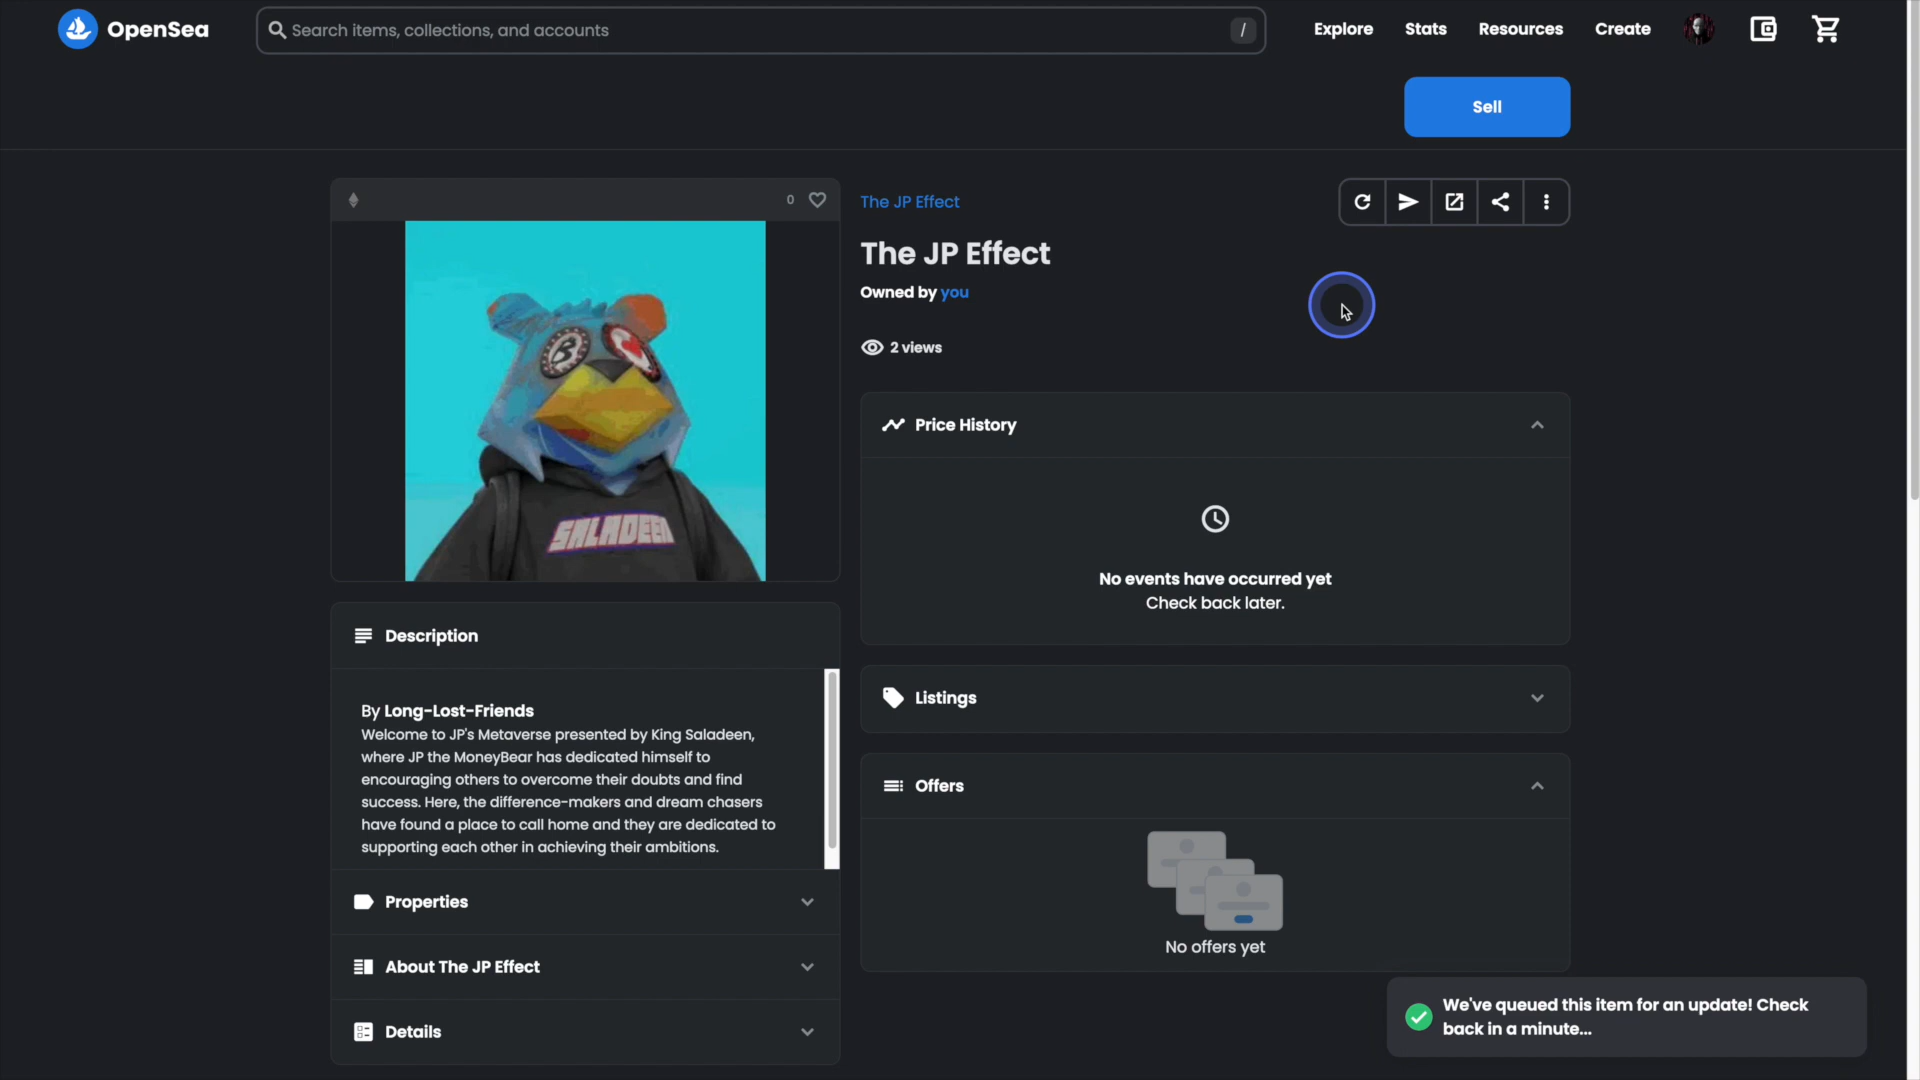 OpenSea
Search items, collections, and accounts
/
Explore
Stats
Resources
Create
Sell
0
The JP Effect
The JP Effect
Owned by you
2 views
B
SALADEEN
Price History
No events have occurred yet
Check back later.
Listings
Offers
No offers yet
Description
By Long-Lost-Friends
Welcome to JP's Metaverse presented by King Saladeen,
where JP the MoneyBear has dedicated himself to
encouraging others to overcome their doubts and find
success. Here, the difference-makers and dream chasers
have found a place to call home and they are dedicated to
supporting each other in achieving their ambitions.
Properties
About The JP Effect
Details
We've queued this item for an update! Check
back in a minute...